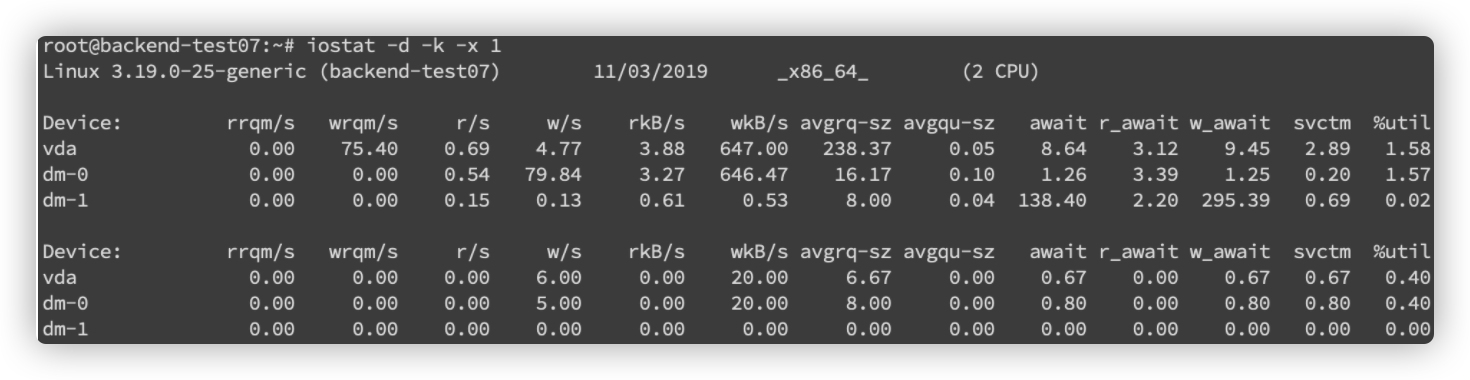 root@backend-test07:~# iostat -d -k -x 1
Linux 3.19.0-25-generic (backend-test07) 11/03/2019 _x86_64_ (2 CPU)
Device: rrqm/s wrqm/s r/s w/s rkB/s wkB/s avgrq-sz avgqu-sz await r_await w_await svctm %util
vda 0.00 75.40 0.69 4.77 3.88 647.00 238.37 0.05 8.64 3.12 9.45 2.89 1.58
dm-0 0.00 0.00 0.54 79.84 3.27 646.47 16.17 0.10 1.26 3.39 1.25 0.20 1.57
dm-1 0.00 0.00 0.15 0.13 0.61 0.53 8.00 0.04 138.40 2.20 295.39 0.69 0.02
Device: rrqm/s wrqm/s r/s w/s rkB/s wkB/s avgrq-sz avgqu-sz await r_await w_await svctm %util
vda 0.00 0.00 0.00 6.00 0.00 20.00 6.67 0.00 0.67 0.00 0.67 0.67 0.40
dm-0 0.00 0.00 0.00 5.00 0.00 20.00 8.00 0.00 0.80 0.00 0.80 0.80 0.40
dm-1 0.00 0.00 0.00 0.00 0.00 0.00 0.00 0.00 0.00 0.00 0.00 0.00 0.00